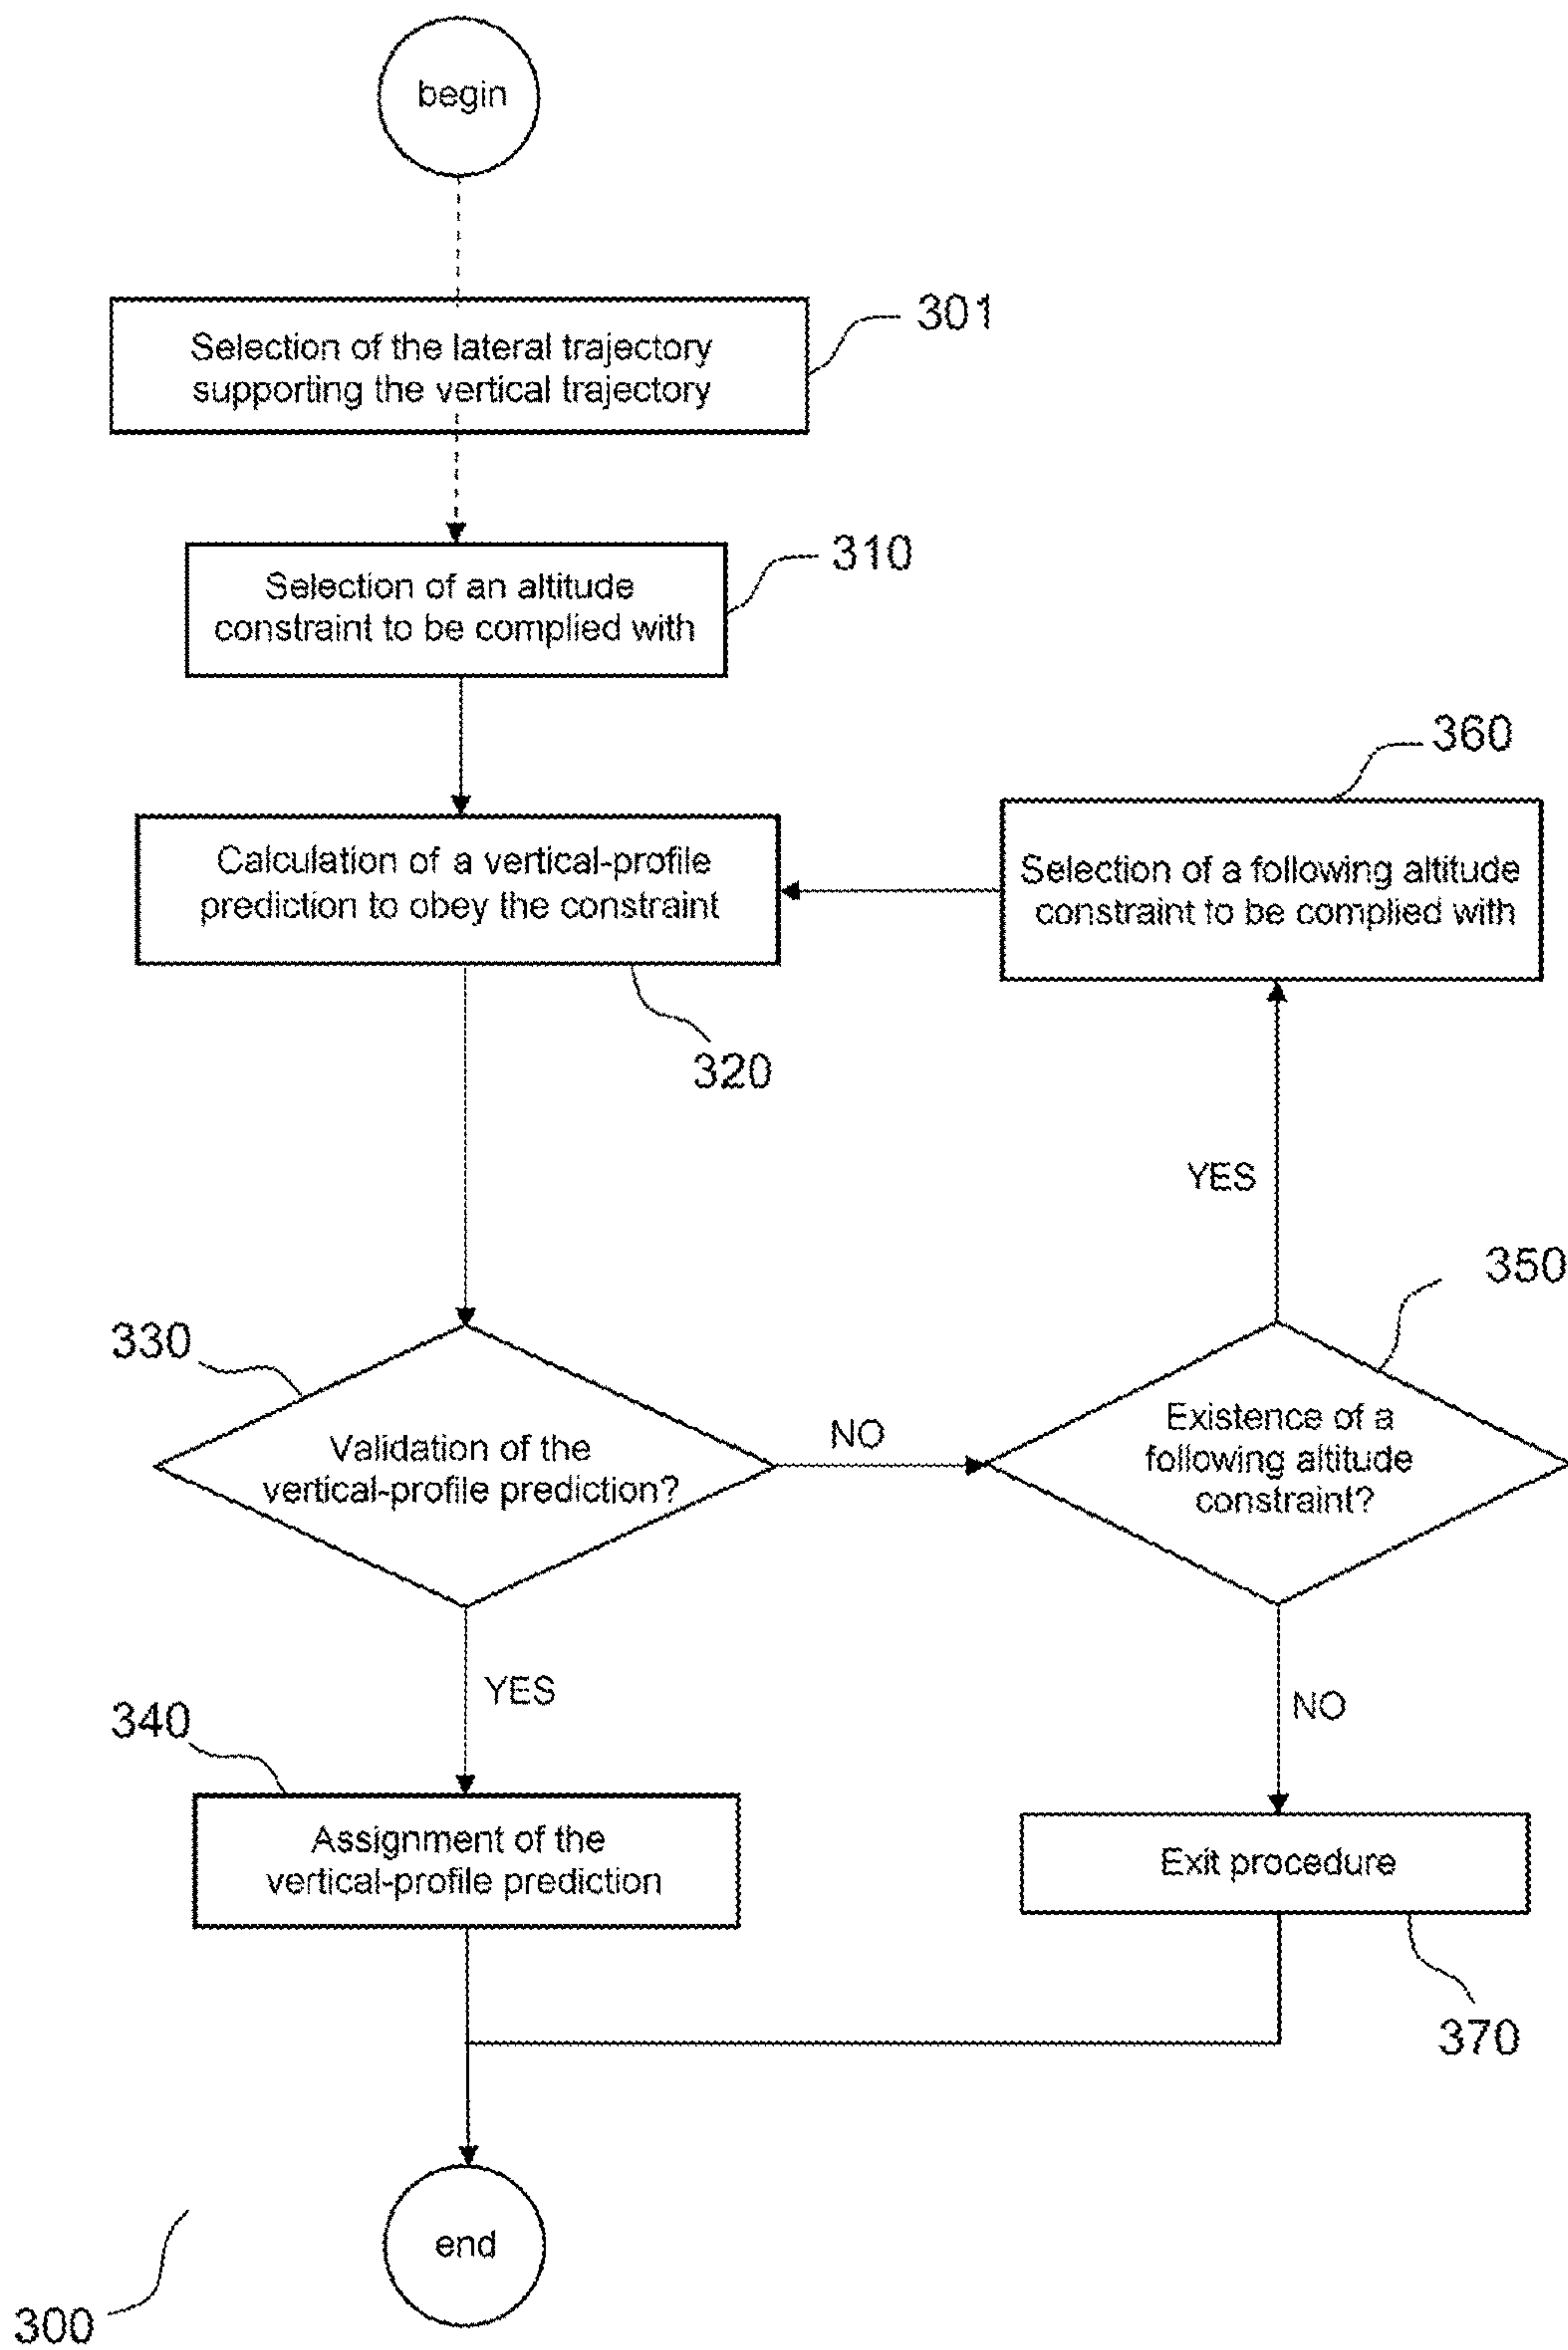 begin
Selection of the lateral trajectory
supporting the vertical trajectory
301
Selection of an altitude
constraint to be complied with
310
360
Calculation of a vertical-profile
prediction to obey the constraint
320
Selection of a following altitude
constraint to be complied with
YES
350
330
Validation of the
vertical-profile prediction?
NO
Existence of a
following altitude
constraint?
YES
NO
340
Assignment of the
vertical-profile prediction
Exit procedure
370
end
300